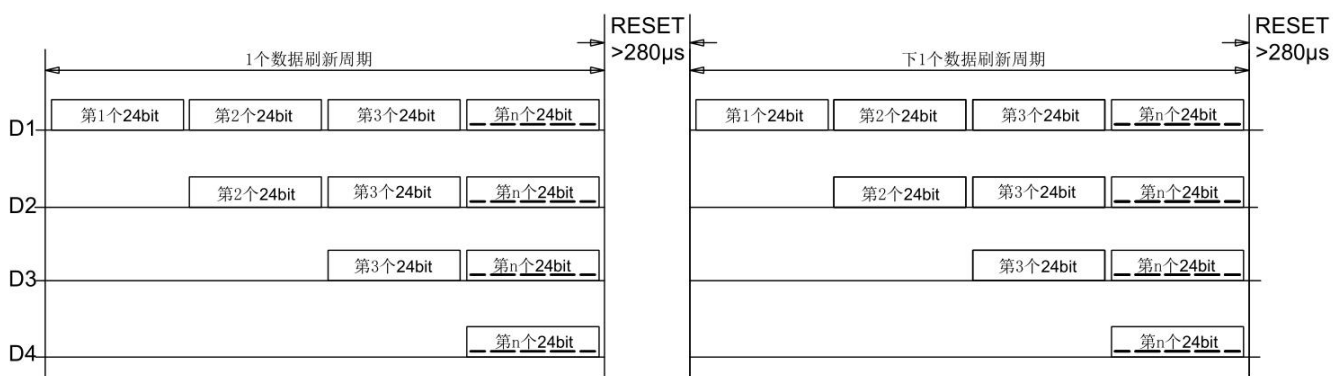 RESET
>280μs
RESET
>280μs
1个数据刷新周期
下1个数据刷新周期
D1 第1个24bit 第2个24bit 第3个24bit 第n个24bit 第1个24bit 第2个24bit 第3个24bit 第n个24bit
D2 第2个24bit 第3个24bit 第n个24bit 第2个24bit 第3个24bit 第n个24bit
D3 第3个24bit 第n个24bit 第3个24bit 第n个24bit
D4 第n个24bit 第n个24bit